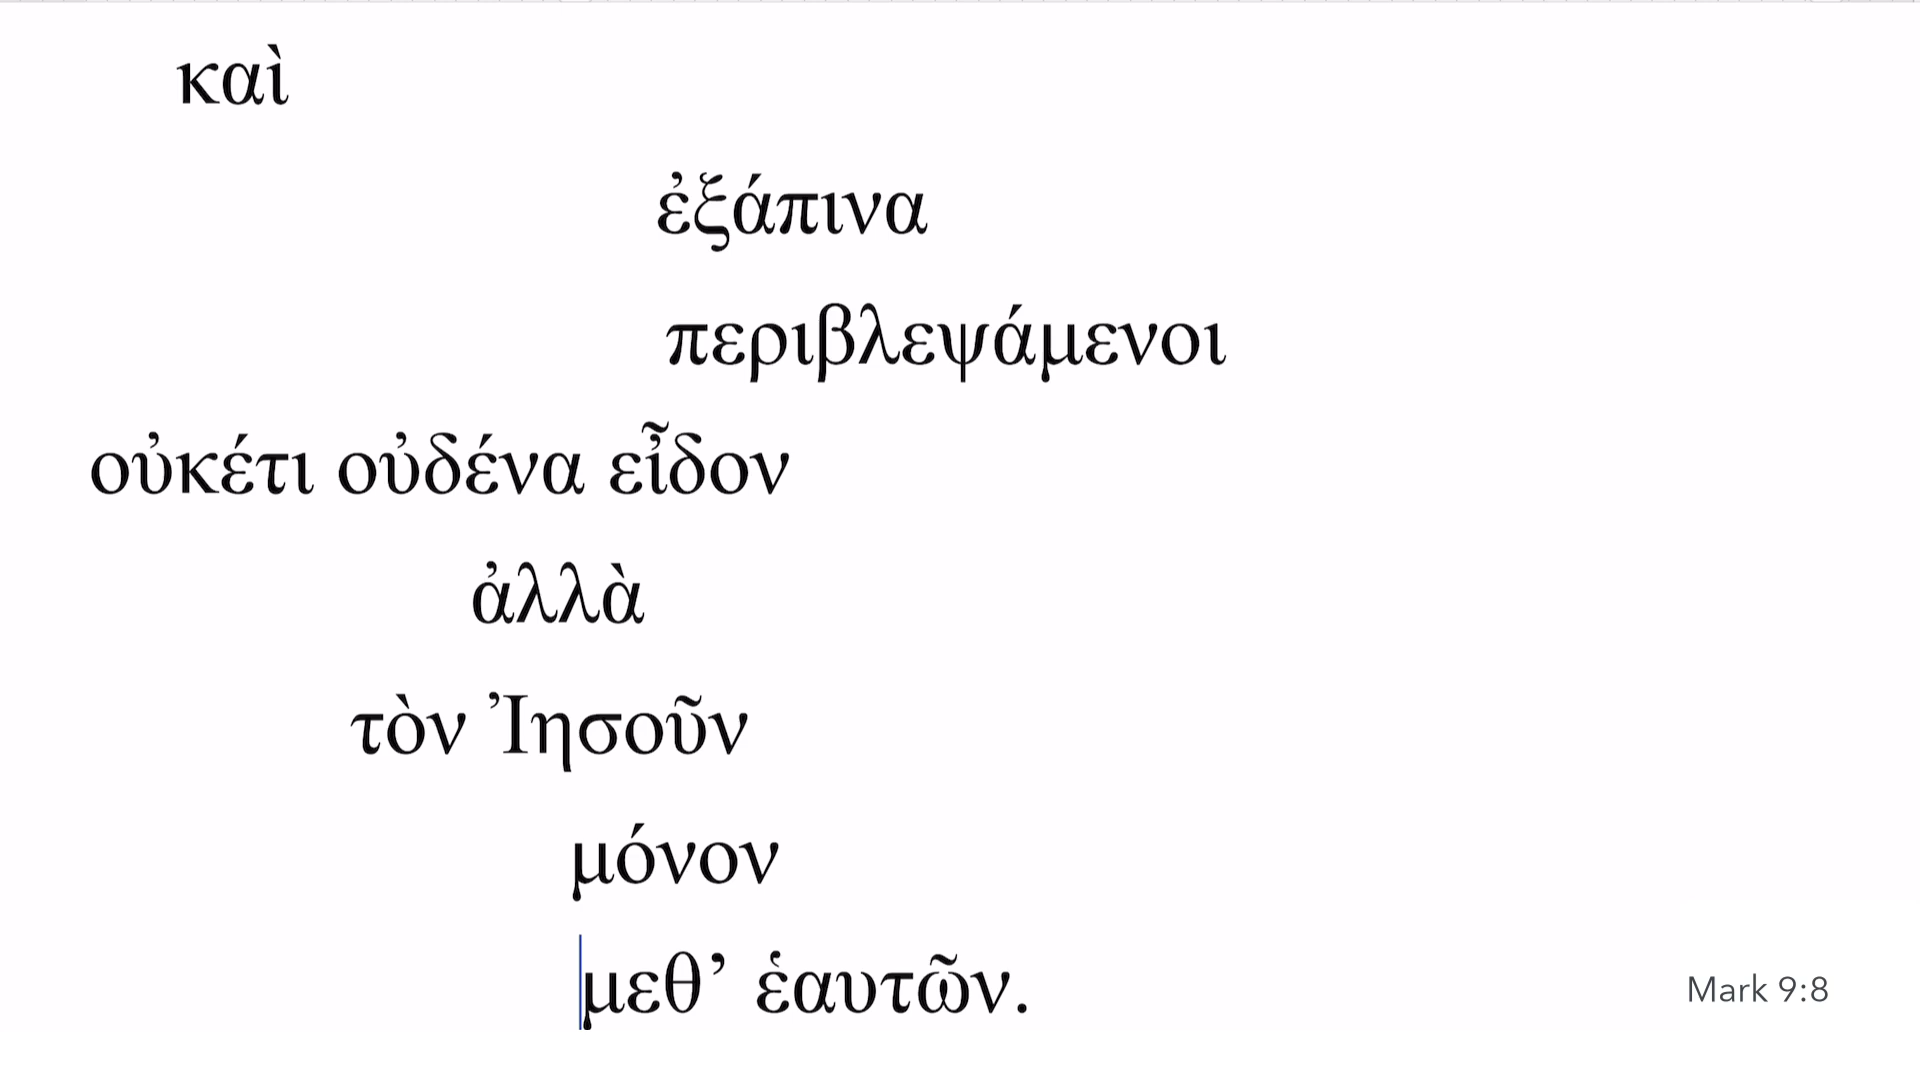 καὶ
ἐξάπινα
περιβλεψάμενοι
οὐκέτι οὐδένα εἶδον
ἀλλὰ
τὸν Ἰησοῦν
μόνον
μεθ’ ἑαυτῶν.
Mark 9:8